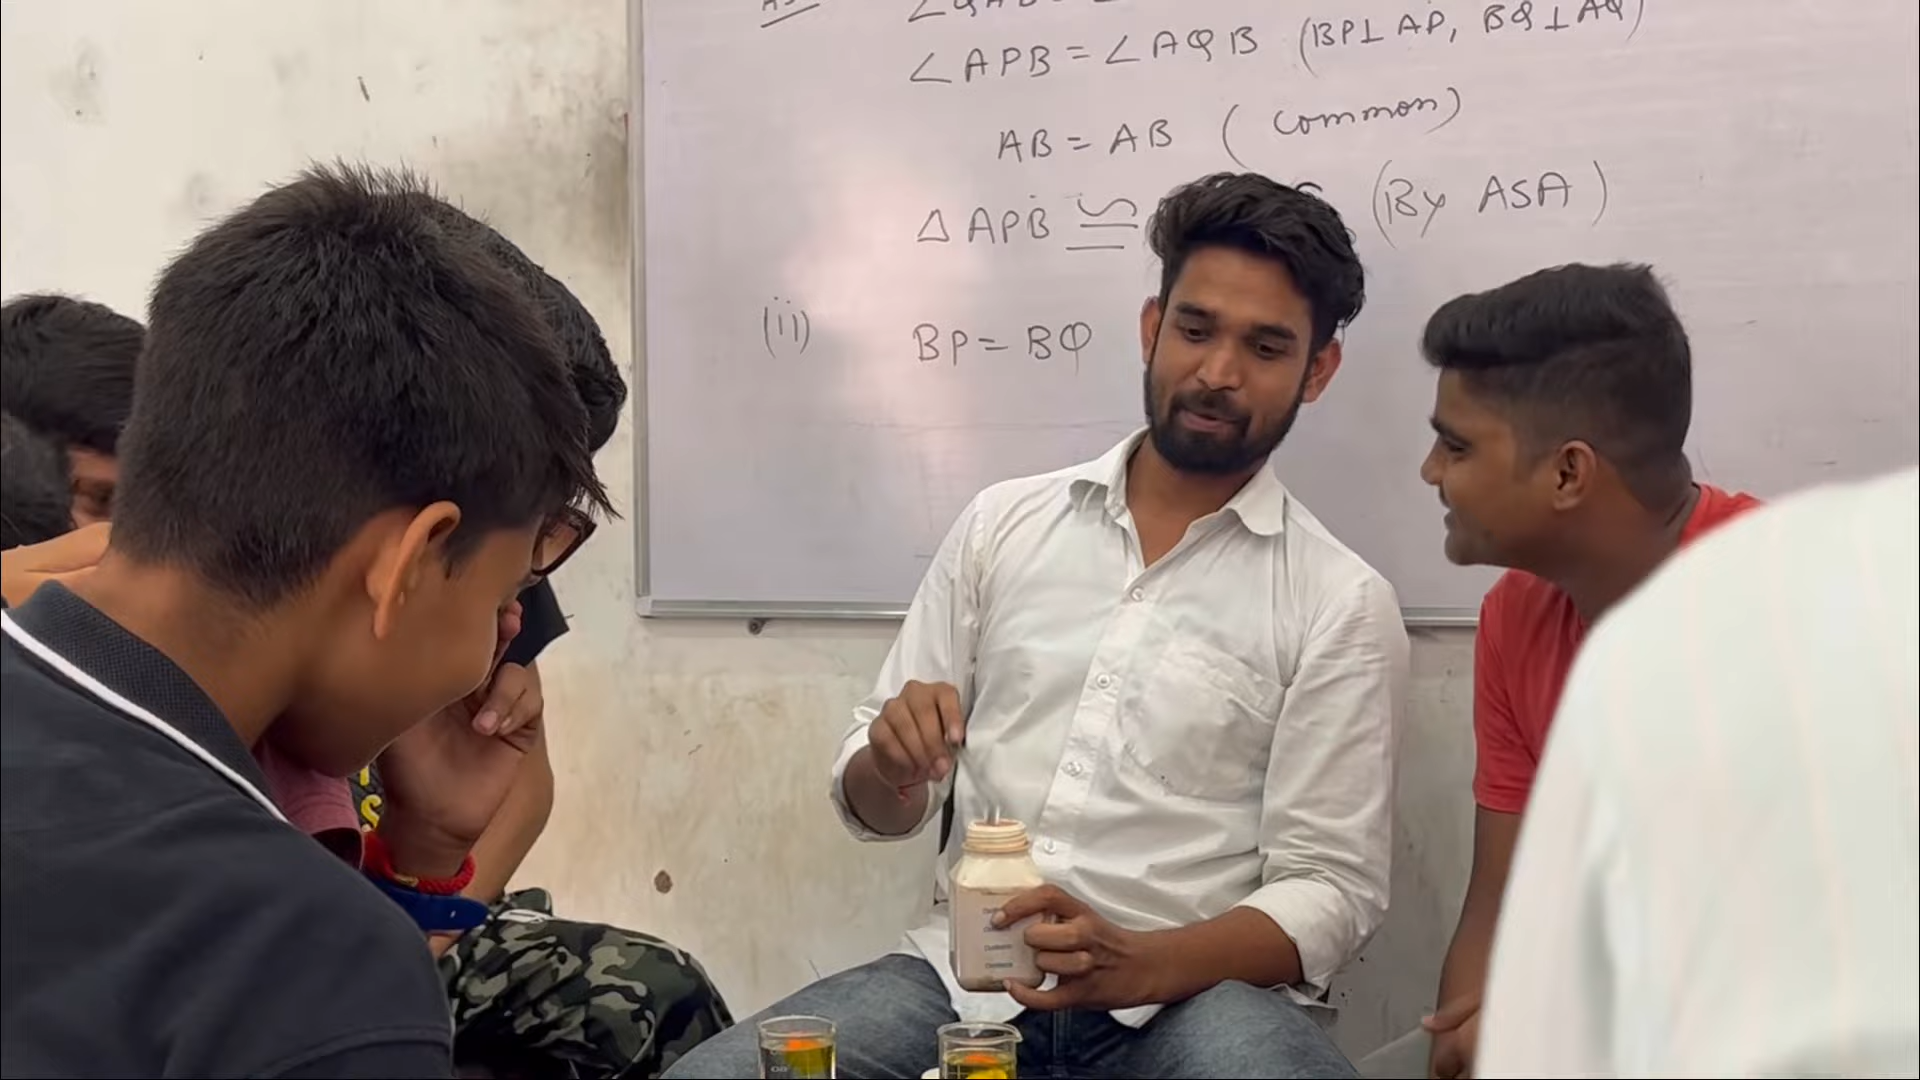 ∠APB = ∠AQB (BP⊥AP, BQ⊥AQ)
AB = AB (common)
△APB ≅ (By ASA)
(ii) BP = BQ